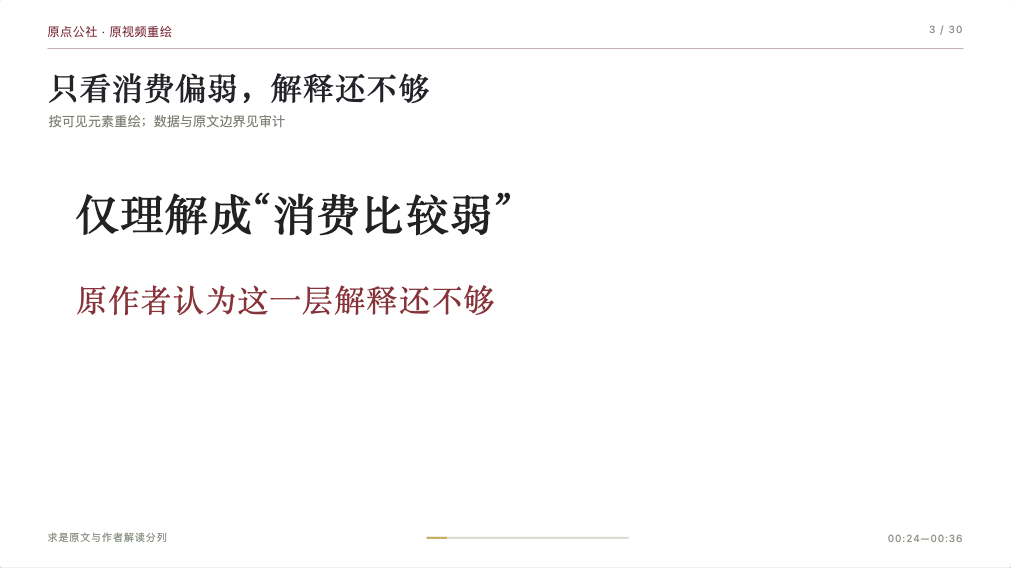 原点公社 · 原视频重绘
3 / 30
只看消费偏弱，解释还不够
按可见元素重绘；数据与原文边界见审计
仅理解成“消费比较弱”
原作者认为这一层解释还不够
求是原文与作者解读分列
00:24—00:36